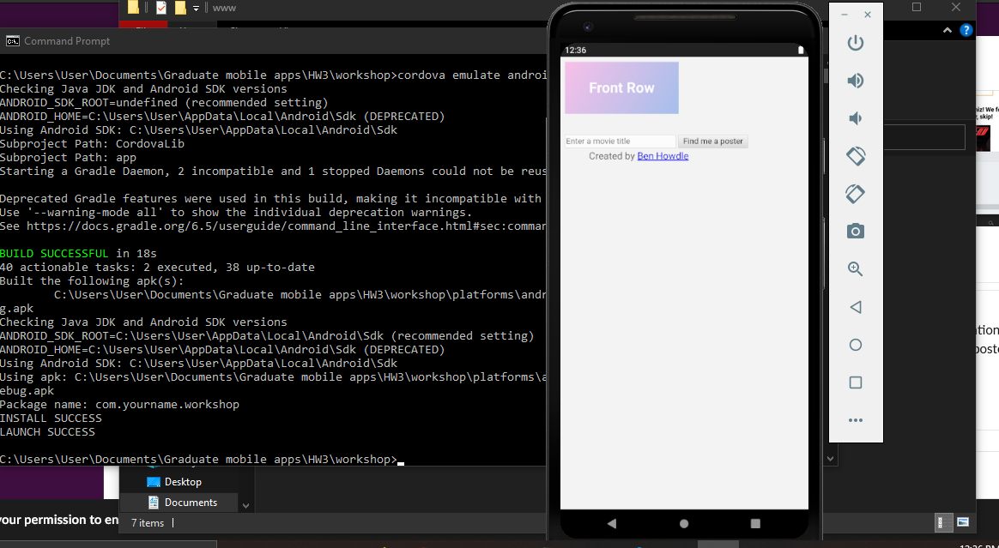 www
Command Prompt
C:\Users\User\Documents\Graduate mobile apps\HW3\workshop>cordova emulate androi
Checking Java JDK and Android SDK versions
ANDROID_SDK_ROOT=undefined (recommended setting)
ANDROID_HOME=C:\Users\User\AppData\Local\Android\Sdk (DEPRECATED)
Using Android SDK: C:\Users\User\AppData\Local\Android\Sdk
Subproject Path: CordovaLib
Subproject Path: app
Starting a Gradle Daemon, 2 incompatible and 1 stopped Daemons could not be reus
Deprecated Gradle features were used in this build, making it incompatible with
Use '--warning-mode all' to show the individual deprecation warnings.
See https://docs.gradle.org/6.5/userguide/command_line_interface.html#sec:comman
BUILD SUCCESSFUL in 18s
40 actionable tasks: 2 executed, 38 up-to-date
Built the following apk(s):
C:\Users\User\Documents\Graduate mobile apps\HW3\workshop\platforms\andr
g.apk
Checking Java JDK and Android SDK versions
ANDROID_SDK_ROOT=C:\Users\User\AppData\Local\Android\Sdk (recommended setting)
ANDROID_HOME=C:\Users\User\AppData\Local\Android\Sdk (DEPRECATED)
Using Android SDK: C:\Users\User\AppData\Local\Android\Sdk
Using apk: C:\Users\User\Documents\Graduate mobile apps\HW3\workshop\platforms\a
ebug.apk
Package name: com.yourname.workshop
INSTALL SUCCESS
LAUNCH SUCCESS
C:\Users\User\Documents\Graduate mobile apps\HW3\workshop>
Desktop
Documents
your permission to en
7 items
12:36
Front Row
Enter a movie title
Find me a poster
Created by Ben Howdle
niz! We fo
, skip!
ation
poste
12:36 PM